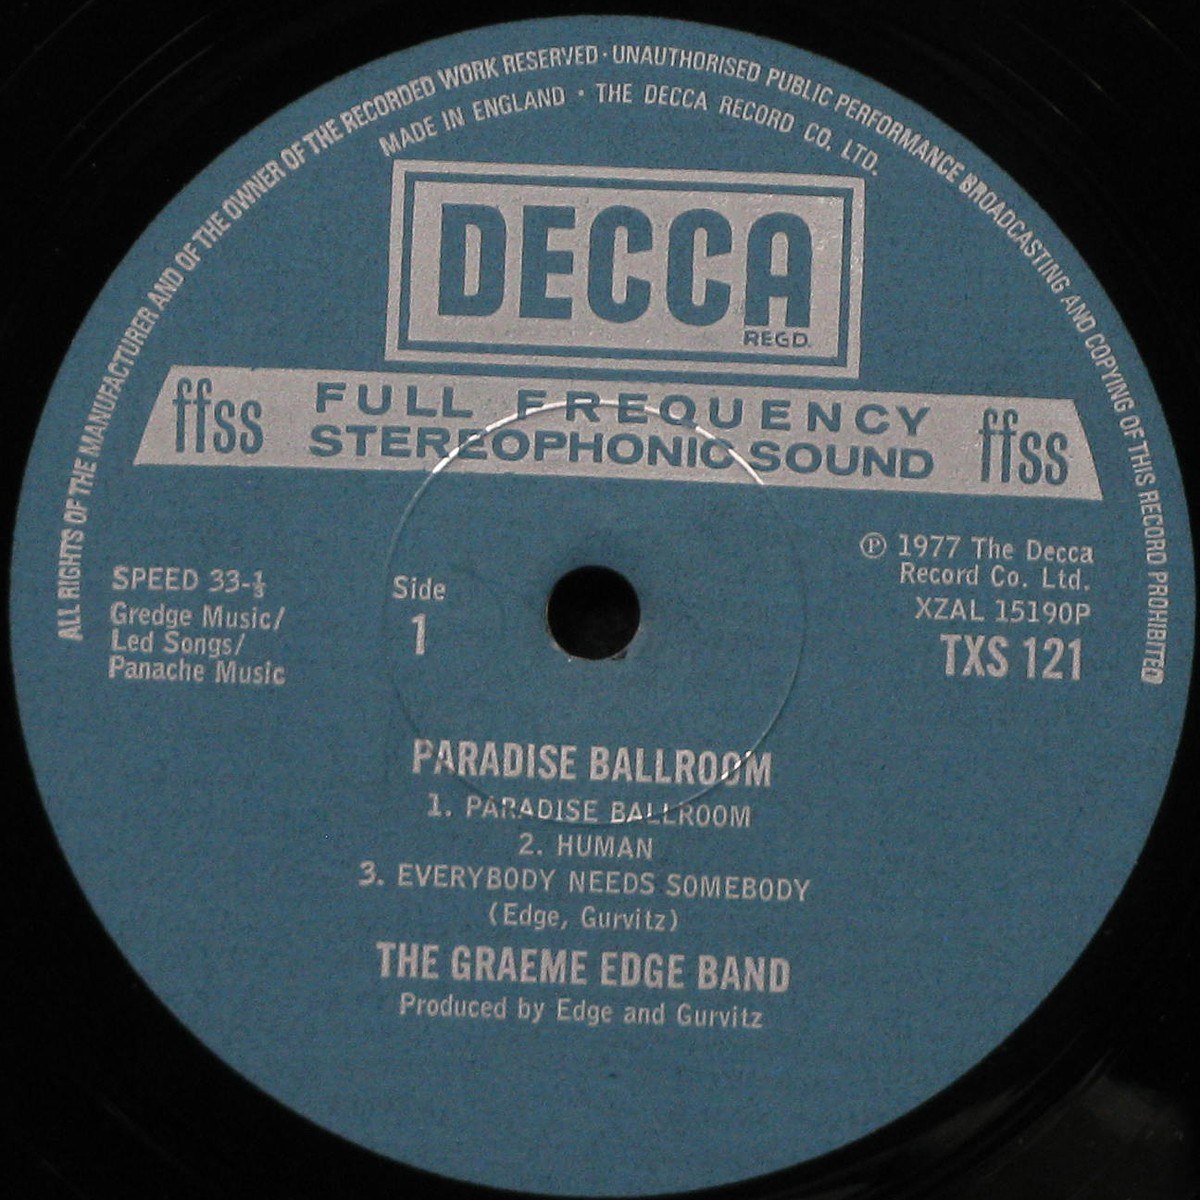 ALL RIGHTS OF THE MANUFACTURER AND OF THE OWNER OF THE RECORDED WORK RESERVED · UNAUTHORISED PUBLIC PERFORMANCE BROADCASTING AND COPYING OF THIS RECORD PROHIBITED
MADE IN ENGLAND · THE DECCA RECORD CO. LTD.
DECCA
REGD.
ffss FULL FREQUENCY ffss
STEREOPHONIC SOUND
SPEED 33-⅓
Gredge Music/
Led Songs/
Panache Music
Side
1
℗ 1977 The Decca
Record Co. Ltd.
XZAL 15190P
TXS 121
PARADISE BALLROOM
1. PARADISE BALLROOM
2. HUMAN
3. EVERYBODY NEEDS SOMEBODY
(Edge, Gurvitz)
THE GRAEME EDGE BAND
Produced by Edge and Gurvitz